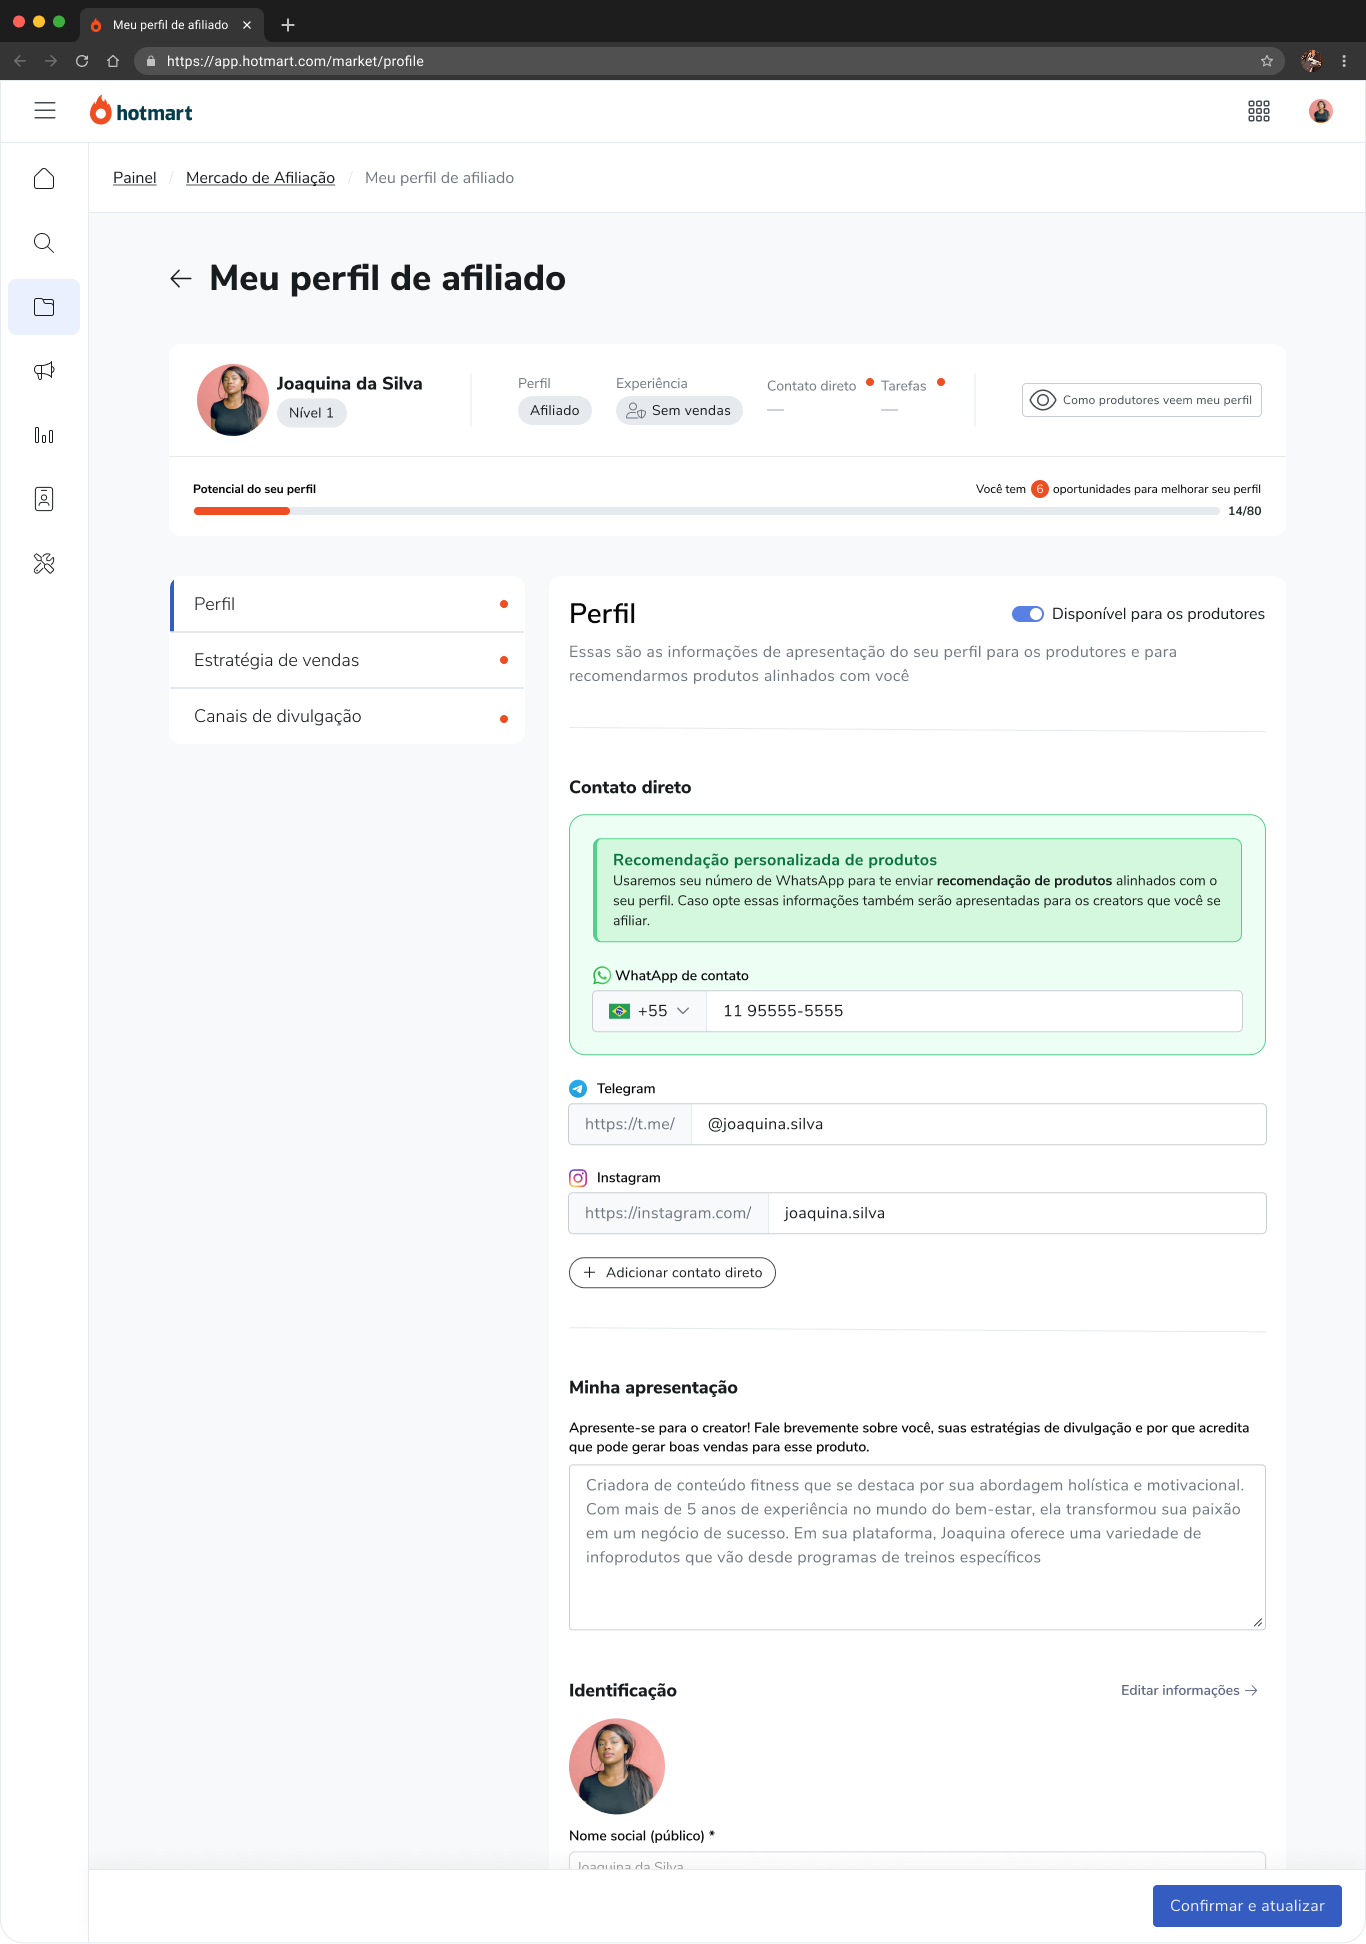 Meu perfil de afiliado
https://app.hotmart.com/market/profile
hotmart
Painel / Mercado de Afiliação / Meu perfil de afiliado
Meu perfil de afiliado
Joaquina da Silva
Nível 1
Perfil
Afiliado
Experiência
Sem vendas
Contato direto
—
Tarefas
—
Como produtores veem meu perfil
Potencial do seu perfil
Você tem 6 oportunidades para melhorar seu perfil
14/80
Perfil
Estratégia de vendas
Canais de divulgação
Perfil
Disponível para os produtores
Essas são as informações de apresentação do seu perfil para os produtores e para
recomendarmos produtos alinhados com você
Contato direto
Recomendação personalizada de produtos
Usaremos seu número de WhatsApp para te enviar recomendação de produtos alinhados com o
seu perfil. Caso opte essas informações também serão apresentadas para os creators que você se
afiliar.
WhatApp de contato
+55 11 95555-5555
Telegram
https://t.me/ @joaquina.silva
Instagram
https://instagram.com/ joaquina.silva
+ Adicionar contato direto
Minha apresentação
Apresente-se para o creator! Fale brevemente sobre você, suas estratégias de divulgação e por que acredita
que pode gerar boas vendas para esse produto.
Criadora de conteúdo fitness que se destaca por sua abordagem holística e motivacional.
Com mais de 5 anos de experiência no mundo do bem-estar, ela transformou sua paixão
em um negócio de sucesso. Em sua plataforma, Joaquina oferece uma variedade de
infoprodutos que vão desde programas de treinos específicos
Identificação
Editar informações
Nome social (público) *
Joaquina da Silva
Confirmar e atualizar